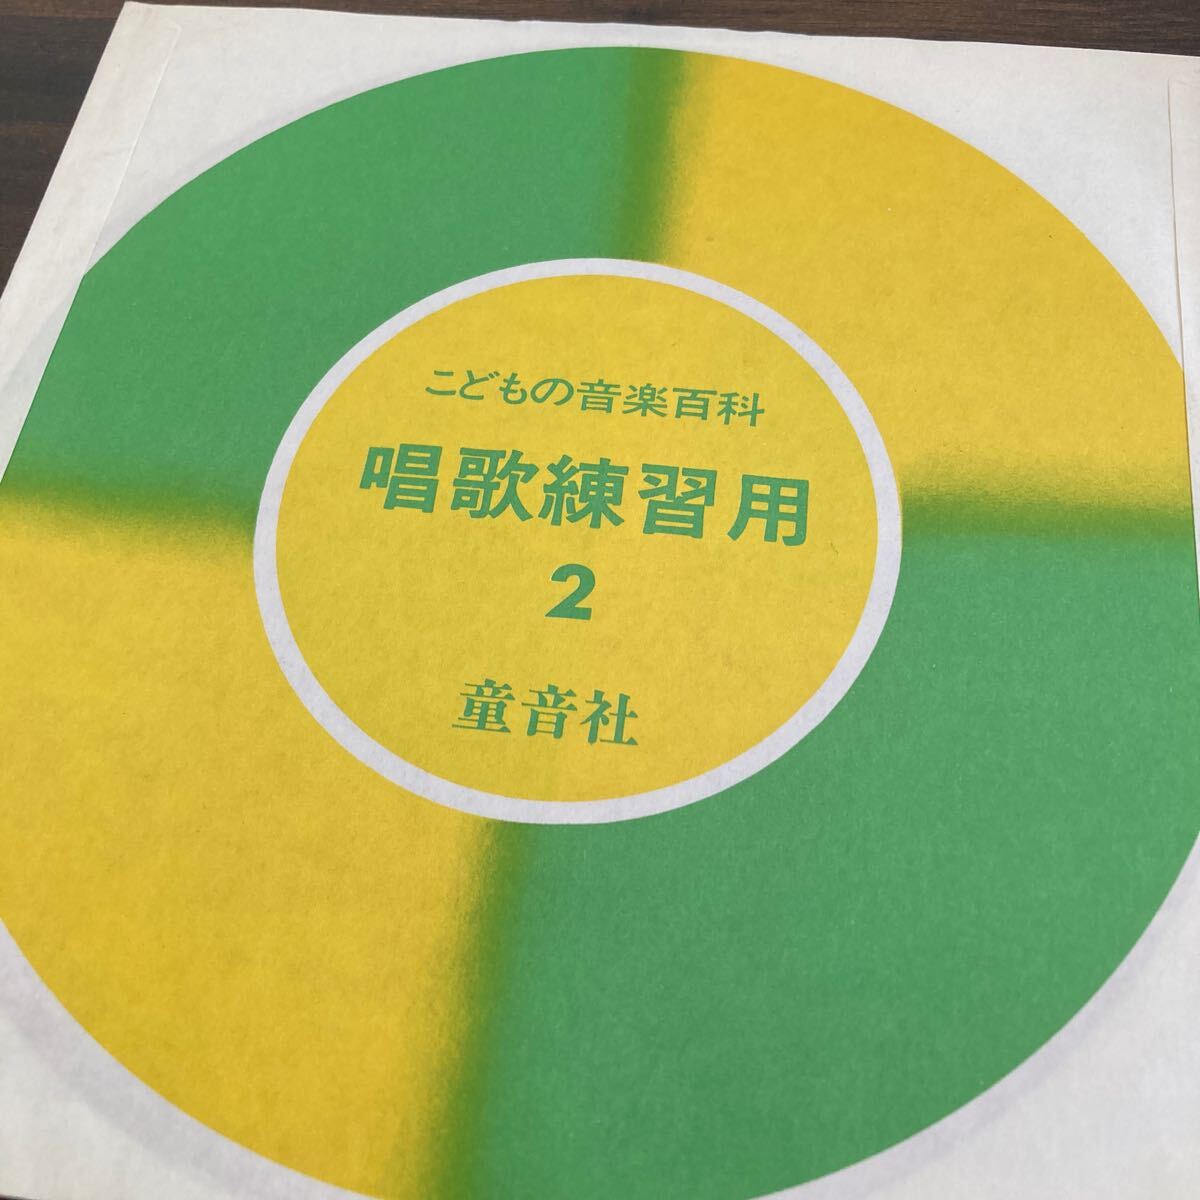 こどもの音楽百科
唱歌練習用
2
童音社